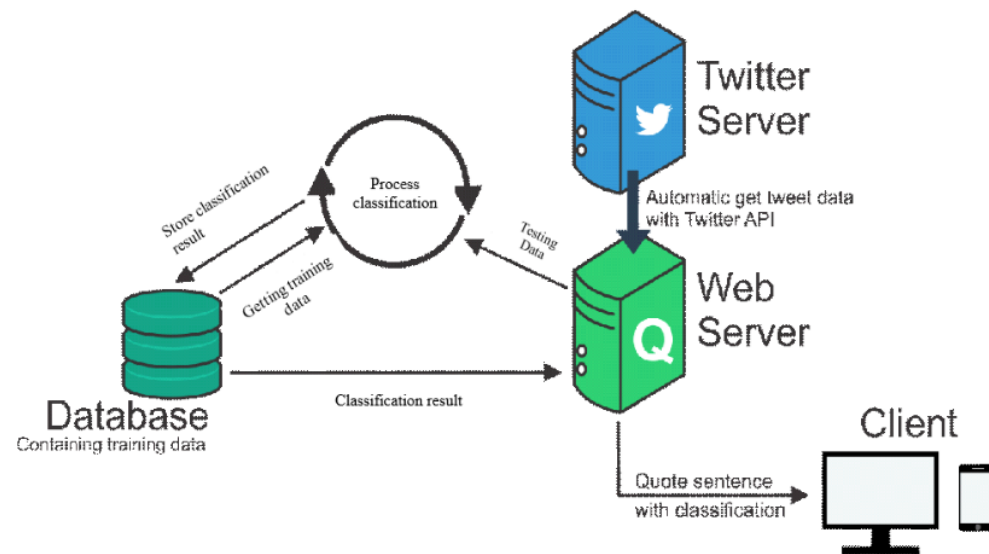 Twitter
Server
Process
classification
Store classification
result
Automatic get tweet data
with Twitter API
Testing
Data
Getting training
data
Web
Server
Q
Classification result
Database
Containing training data
Client
Quote sentence
with classification